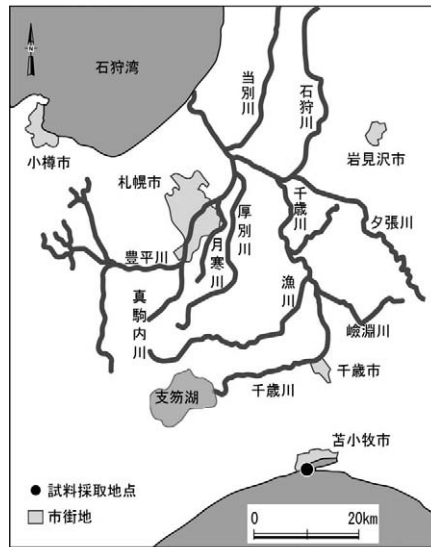 N
石狩湾
小樽市
当別川
石狩川
岩見沢市
札幌市
千歳川
夕張川
豊平川
月寒川
厚別川
漁川
真駒内川
嶮淵川
支笏湖
千歳川
千歳市
苫小牧市
●試料採取地点
市街地
0 20km